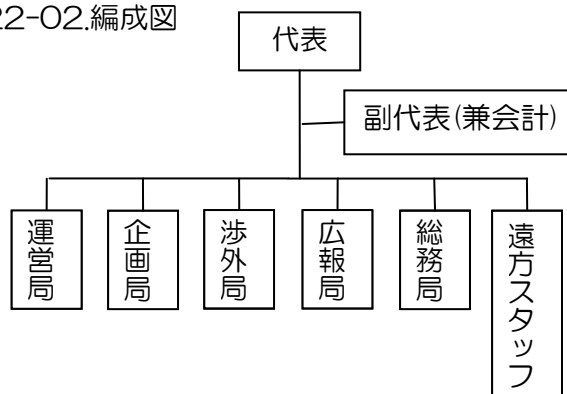 22-02.編成図
代表
副代表(兼会計)
運営局
企画局
渉外局
広報局
総務局
遠方スタッフ